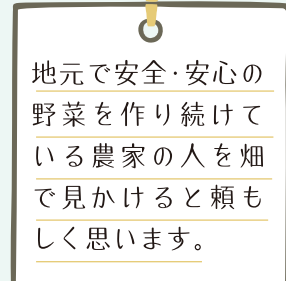 地元で安全・安心の
野菜を作り続けて
いる農家の人を畑
で見かけると頼も
しく思います。